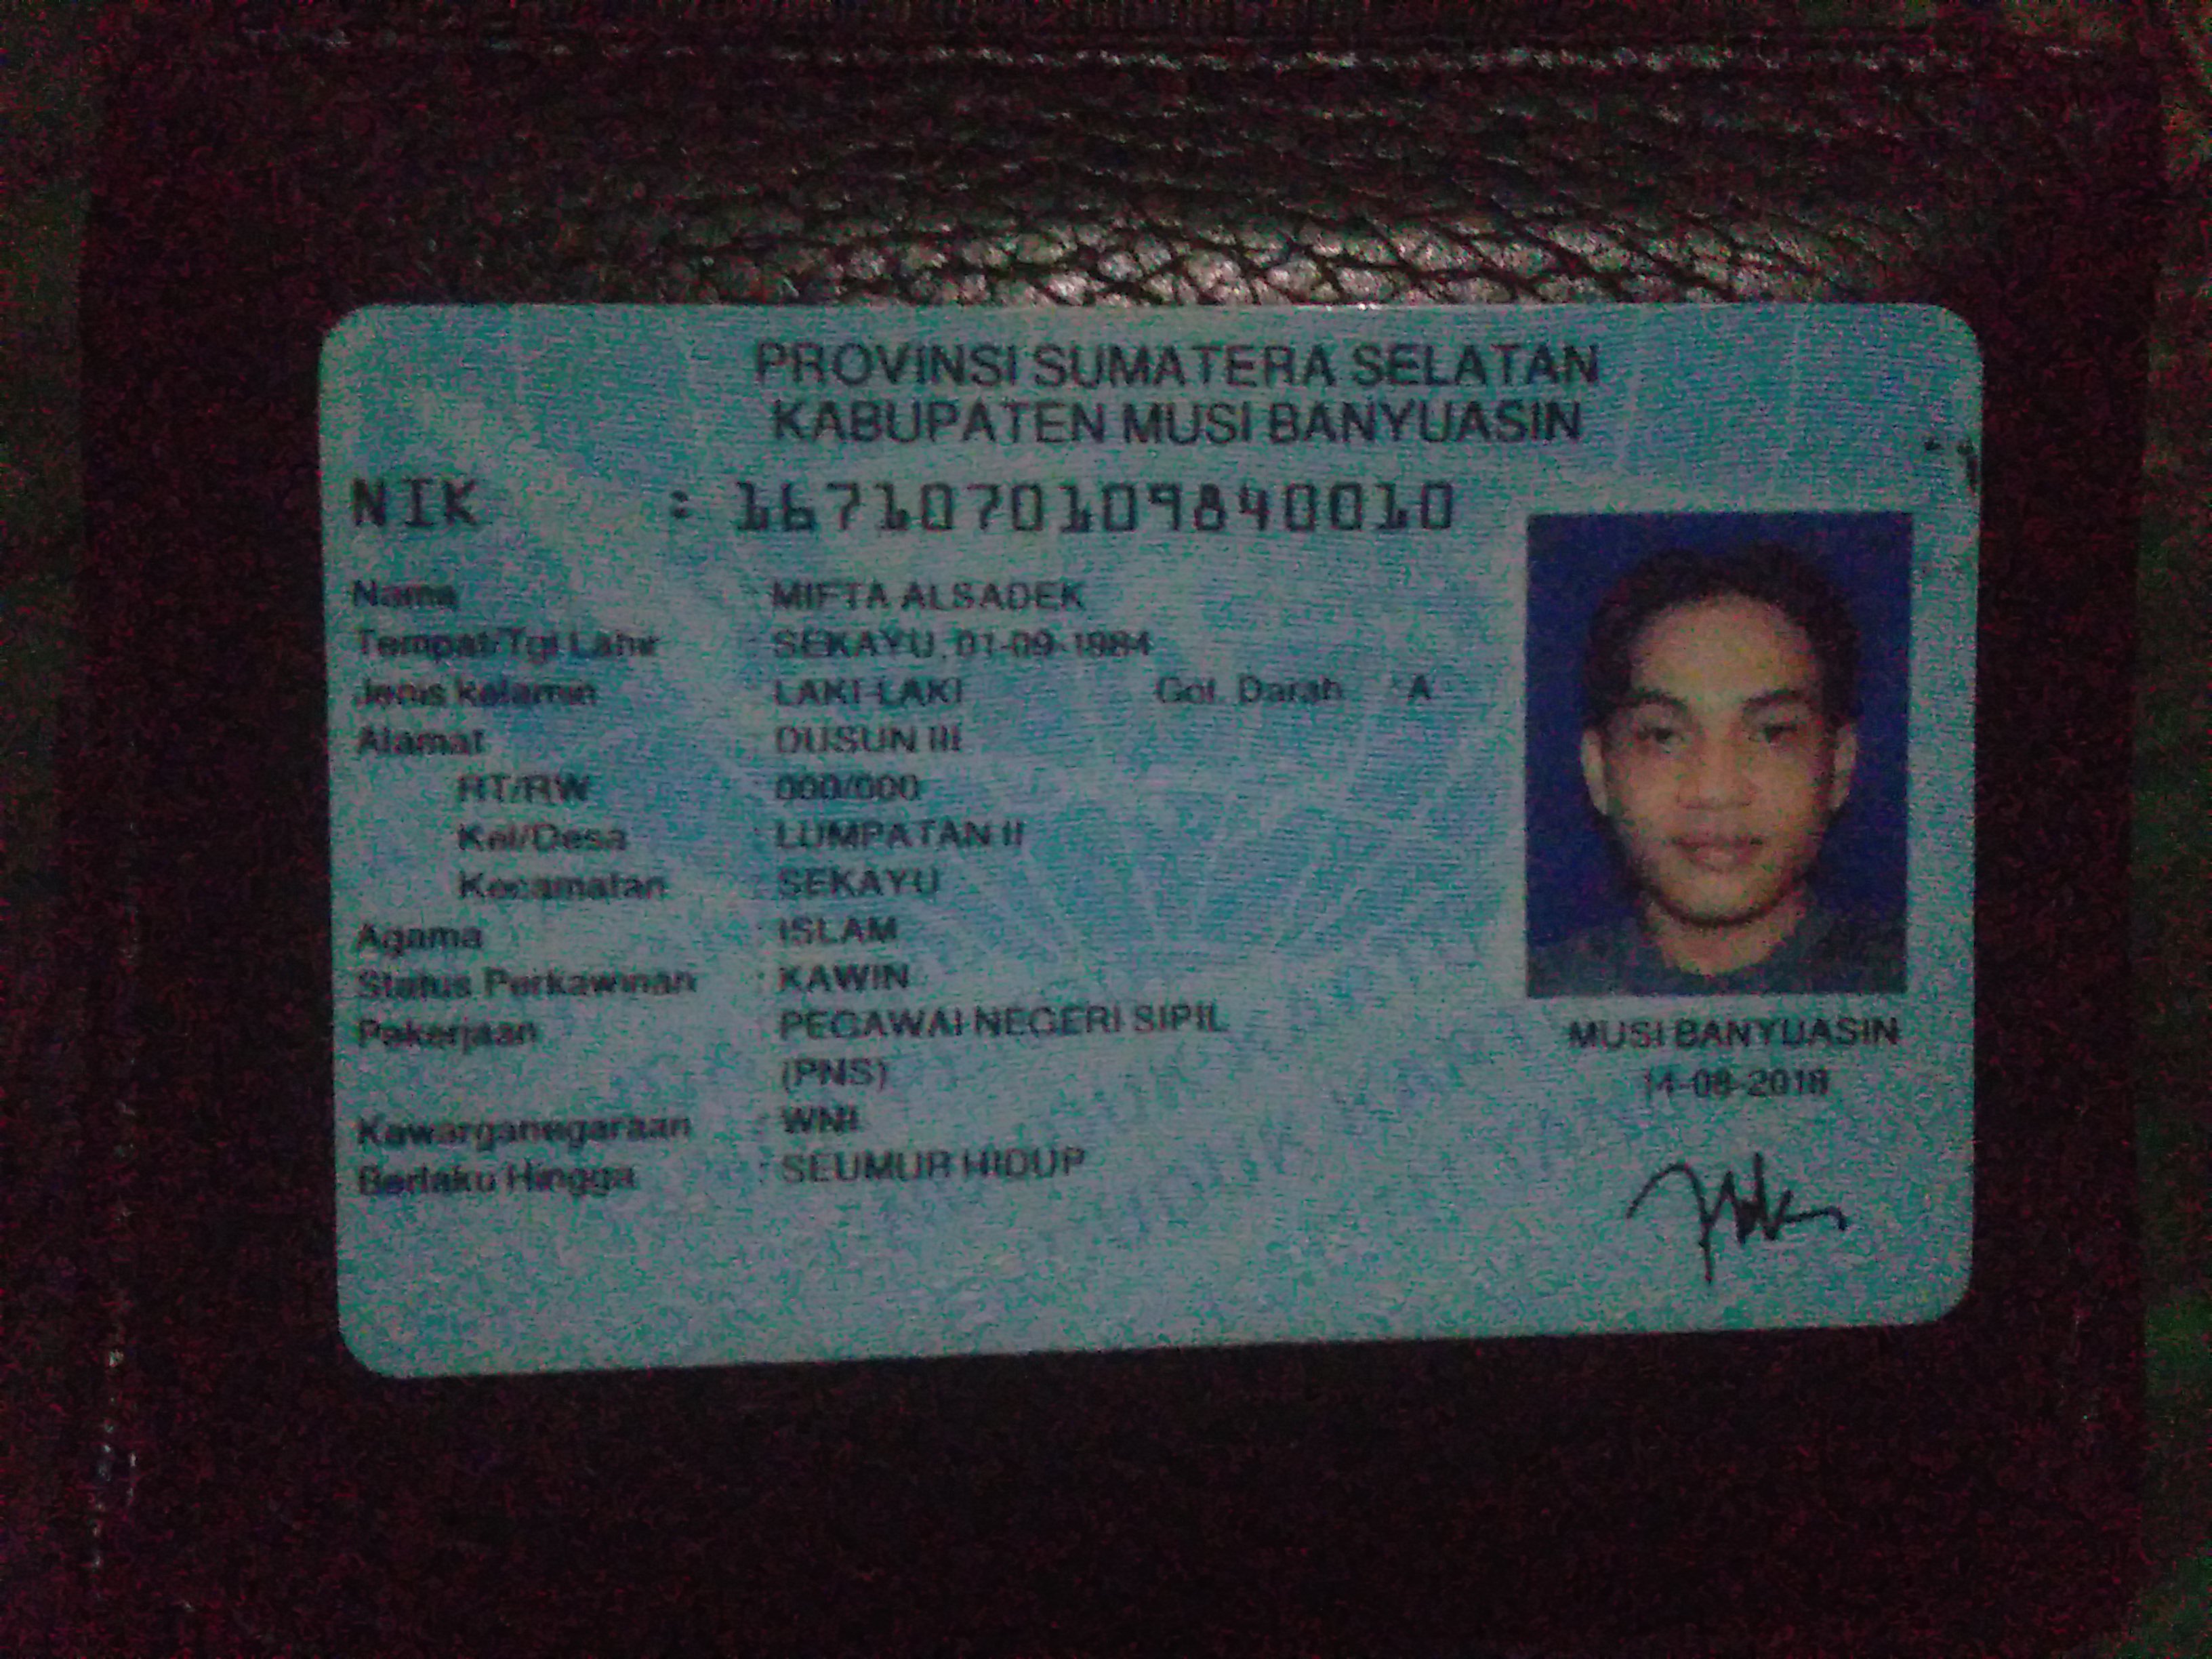 PROVINSI SUMATERA SELATAN
KABUPATEN MUSI BANYUASIN
NIK : 1671070109840010
Nama : MIFTA ALSADEK
Tempat/Tgl Lahir : SEKAYU, 01-09-1984
Jenis kelamin : LAKI-LAKI Gol. Darah : A
Alamat : DUSUN III
RT/RW : 000/000
Kel/Desa : LUMPATAN II
Kecamatan : SEKAYU
Agama : ISLAM
Status Perkawinan : KAWIN
Pekerjaan : PEGAWAI NEGERI SIPIL
(PNS)
Kewarganegaraan : WNI
Berlaku Hingga : SEUMUR HIDUP
MUSI BANYUASIN
14-08-2018